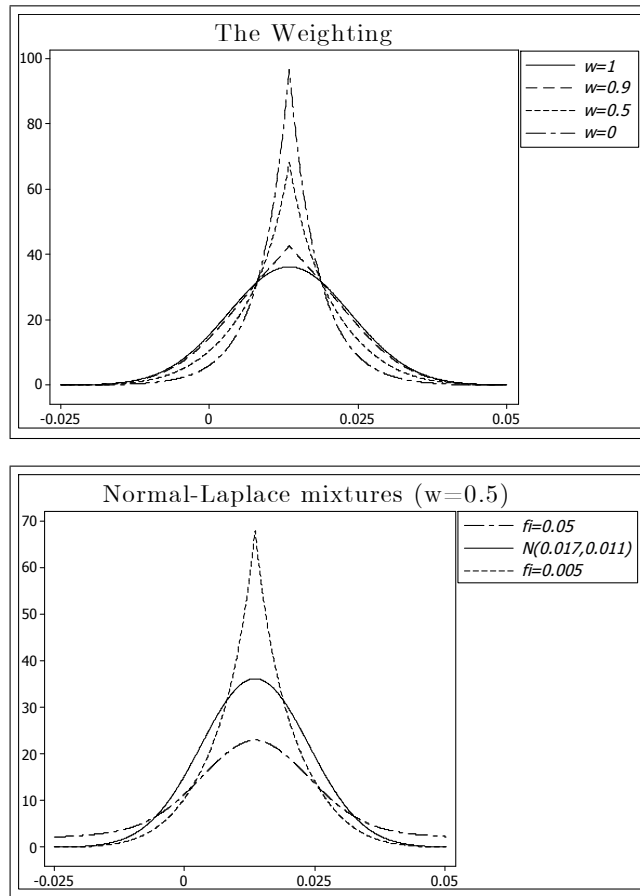 The Weighting
w=1
w=0.9
w=0.5
w=0
100
80
60
40
20
0
-0.025 0 0.025 0.05
Normal-Laplace mixtures (w=0.5)
fi=0.05
N(0.017,0.011)
fi=0.005
70
60
50
40
30
20
10
0
-0.025 0 0.025 0.05